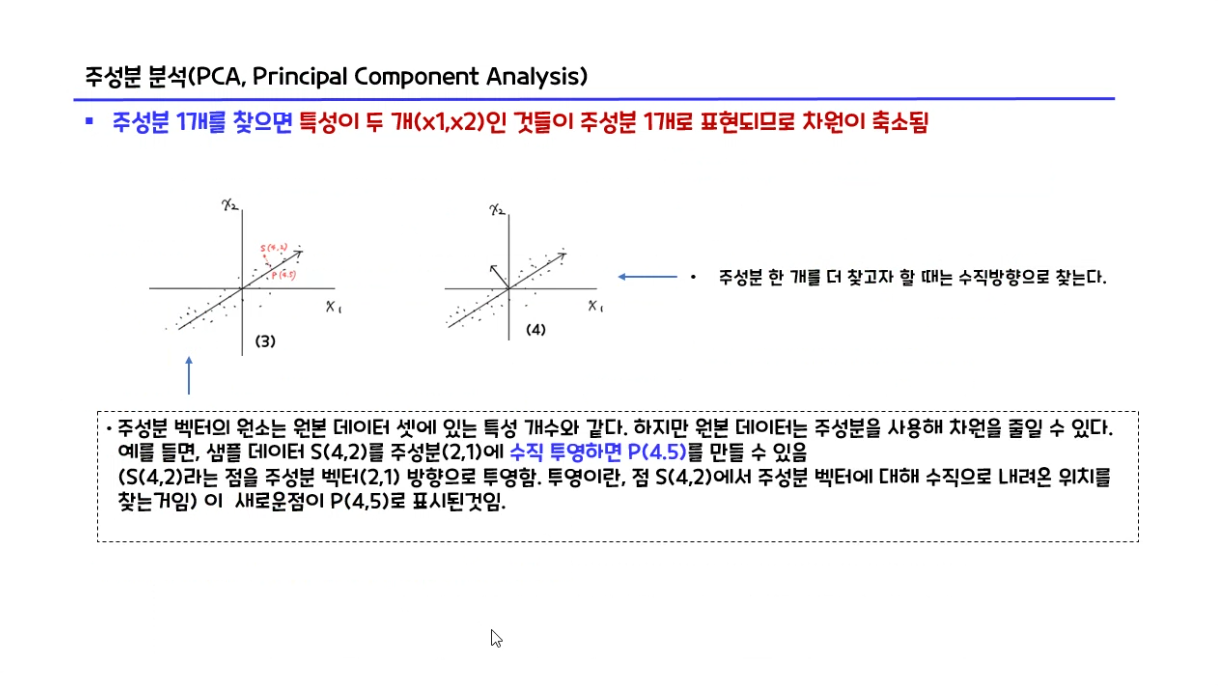 주성분 분석(PCA, Principal Component Analysis)
▪ 주성분 1개를 찾으면 특성이 두 개(x1,x2)인 것들이 주성분 1개로 표현되므로 차원이 축소됨
x₂
S(4,2)
P(4.5)
x₁
(3)
x₂
x₁
(4)
• 주성분 한 개를 더 찾고자 할 때는 수직방향으로 찾는다.
• 주성분 벡터의 원소는 원본 데이터 셋에 있는 특성 개수와 같다. 하지만 원본 데이터는 주성분을 사용해 차원을 줄일 수 있다.
예를 들면, 샘플 데이터 S(4,2)를 주성분(2,1)에 수직 투영하면 P(4.5)를 만들 수 있음
(S(4,2)라는 점을 주성분 벡터(2,1) 방향으로 투영함. 투영이란, 점 S(4,2)에서 주성분 벡터에 대해 수직으로 내려온 위치를
찾는거임) 이 새로운점이 P(4,5)로 표시된것임.